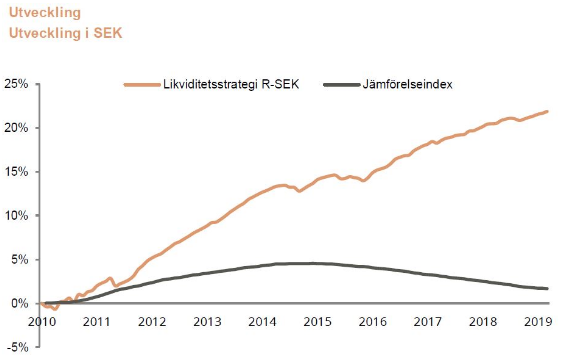 Utveckling
Utveckling i SEK
25%
Likviditetsstrategi R-SEK
Jämförelseindex
20%
15%
10%
5%
0%
2010 2011 2012 2013 2014 2015 2016 2017 2018 2019
-5%